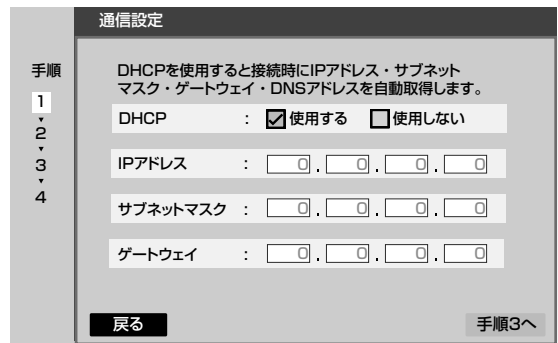 通信設定
手順
1
2
3
4
DHCPを使用すると接続時にIPアドレス・サブネット
マスク・ゲートウェイ・DNSアドレスを自動取得します。
DHCP : 使用する 使用しない
IPアドレス : 0 . 0 . 0 . 0
サブネットマスク : 0 . 0 . 0 . 0
ゲートウェイ : 0 . 0 . 0 . 0
戻る 手順3へ